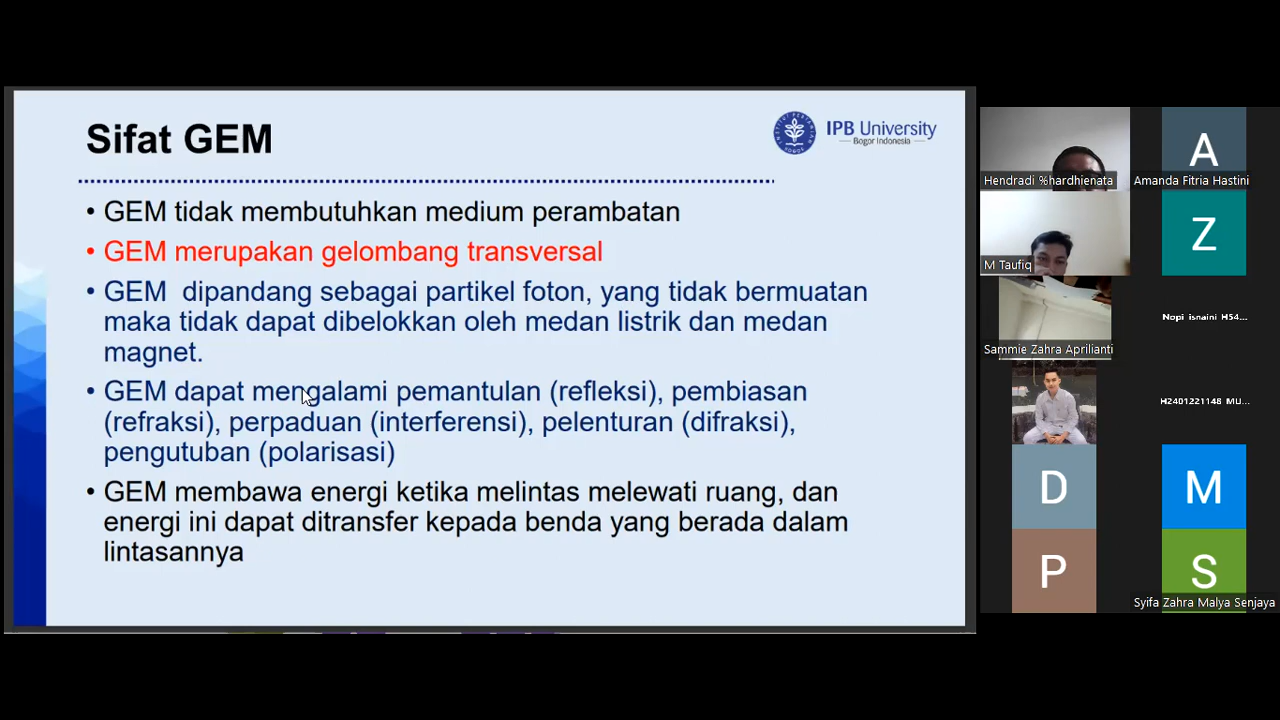 Sifat GEM
IPB University
Bogor Indonesia
• GEM tidak membutuhkan medium perambatan
• GEM merupakan gelombang transversal
• GEM dipandang sebagai partikel foton, yang tidak bermuatan
maka tidak dapat dibelokkan oleh medan listrik dan medan
magnet.
• GEM dapat mengalami pemantulan (refleksi), pembiasan
(refraksi), perpaduan (interferensi), pelenturan (difraksi),
pengutuban (polarisasi)
• GEM membawa energi ketika melintas melewati ruang, dan
energi ini dapat ditransfer kepada benda yang berada dalam
lintasannya
Hendradi %hardhienata
A
Amanda Fitria Hastini
M Taufiq
Z
Sammie Zahra Aprilianti
Nopi isnaini H54...
H2401221148 MU...
D
M
P
S
Syifa Zahra Malya Senjaya